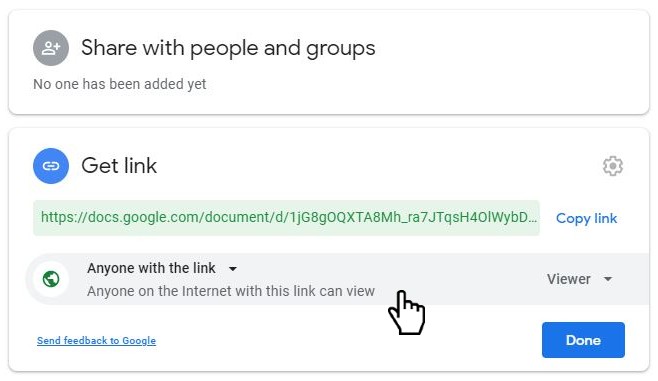 Share with people and groups
No one has been added yet
Get link
https://docs.google.com/document/d/1jG8gOQXTA8Mh_ra7JTqsH4OlWybD...
Copy link
Anyone with the link
Anyone on the Internet with this link can view
Viewer
Send feedback to Google
Done